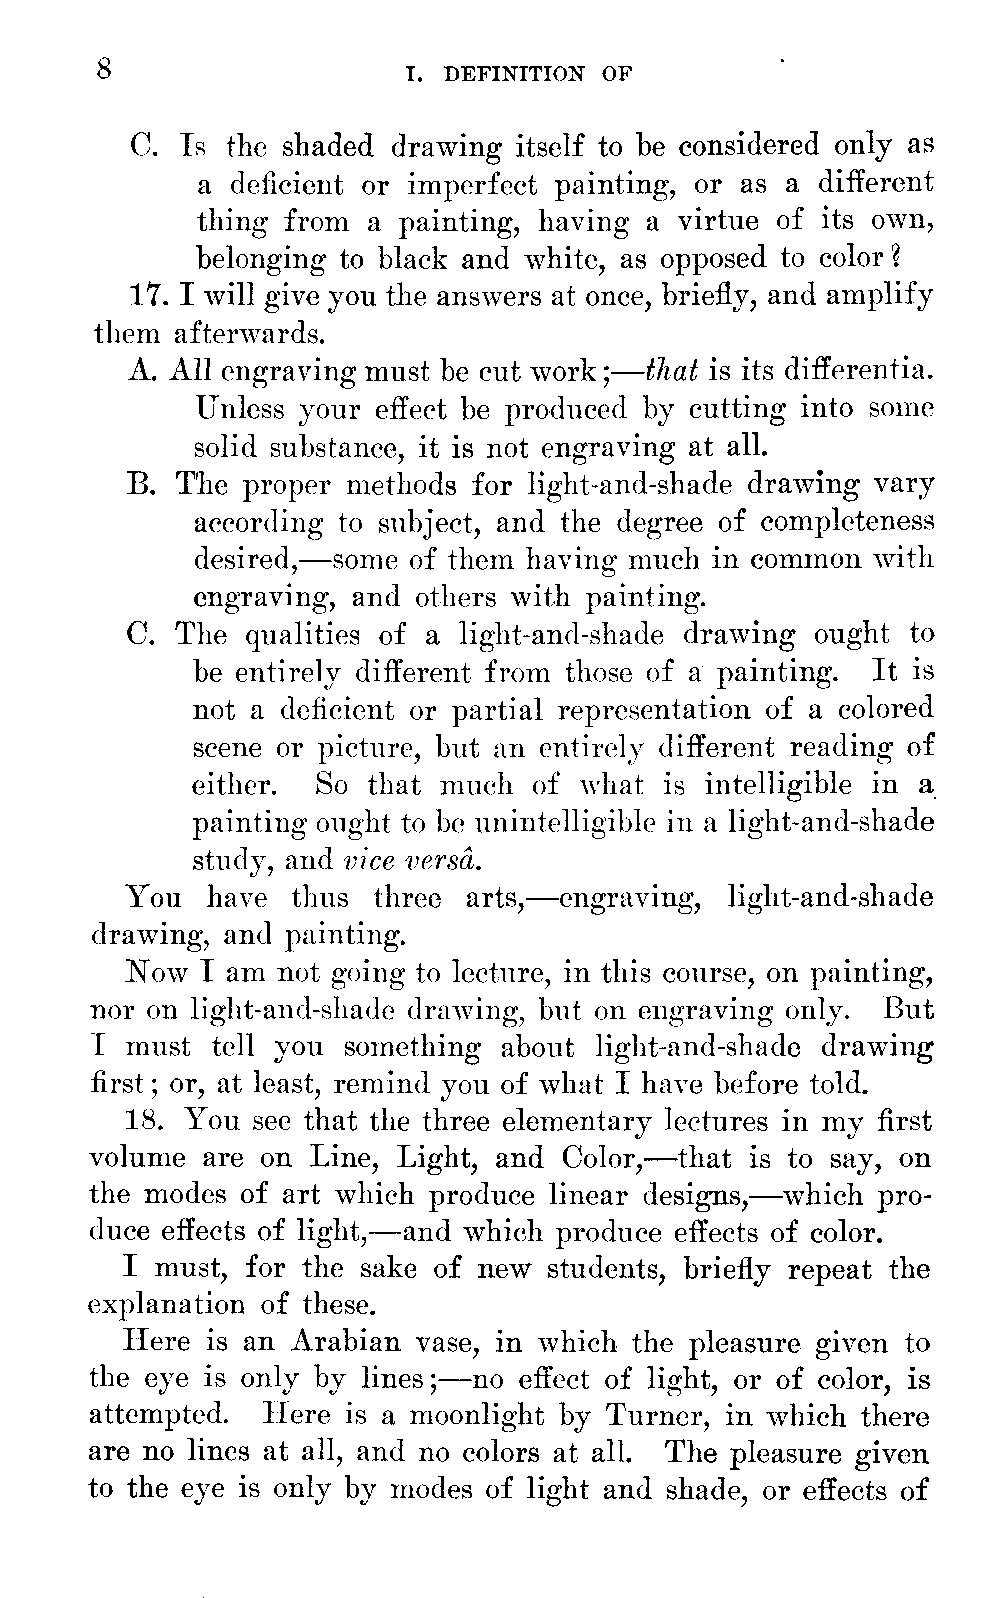 8
I. DEFINITION OF
C. Is the shaded drawing itself to be considered only as
a deficient or imperfect painting, or as a different
thing from a painting, having a virtue of its own,
belonging to black and white, as opposed to color?
17. I will give you the answers at once, briefly, and amplify
them afterwards.
A. All engraving must be cut work;—that is its differentia.
Unless your effect be produced by cutting into some
solid substance, it is not engraving at all.
B. The proper methods for light-and-shade drawing vary
according to subject, and the degree of completeness
desired,—some of them having much in common with
engraving, and others with painting.
C. The qualities of a light-and-shade drawing ought to
be entirely different from those of a painting. It is
not a deficient or partial representation of a colored
scene or picture, but an entirely different reading of
either. So that much of what is intelligible in a
painting ought to be unintelligible in a light-and-shade
study, and vice versâ.
You have thus three arts,—engraving, light-and-shade
drawing, and painting.
Now I am not going to lecture, in this course, on painting,
nor on light-and-shade drawing, but on engraving only. But
I must tell you something about light-and-shade drawing
first; or, at least, remind you of what I have before told.
18. You see that the three elementary lectures in my first
volume are on Line, Light, and Color,—that is to say, on
the modes of art which produce linear designs,—which pro-
duce effects of light,—and which produce effects of color.
I must, for the sake of new students, briefly repeat the
explanation of these.
Here is an Arabian vase, in which the pleasure given to
the eye is only by lines;—no effect of light, or of color, is
attempted. Here is a moonlight by Turner, in which there
are no lines at all, and no colors at all. The pleasure given
to the eye is only by modes of light and shade, or effects of